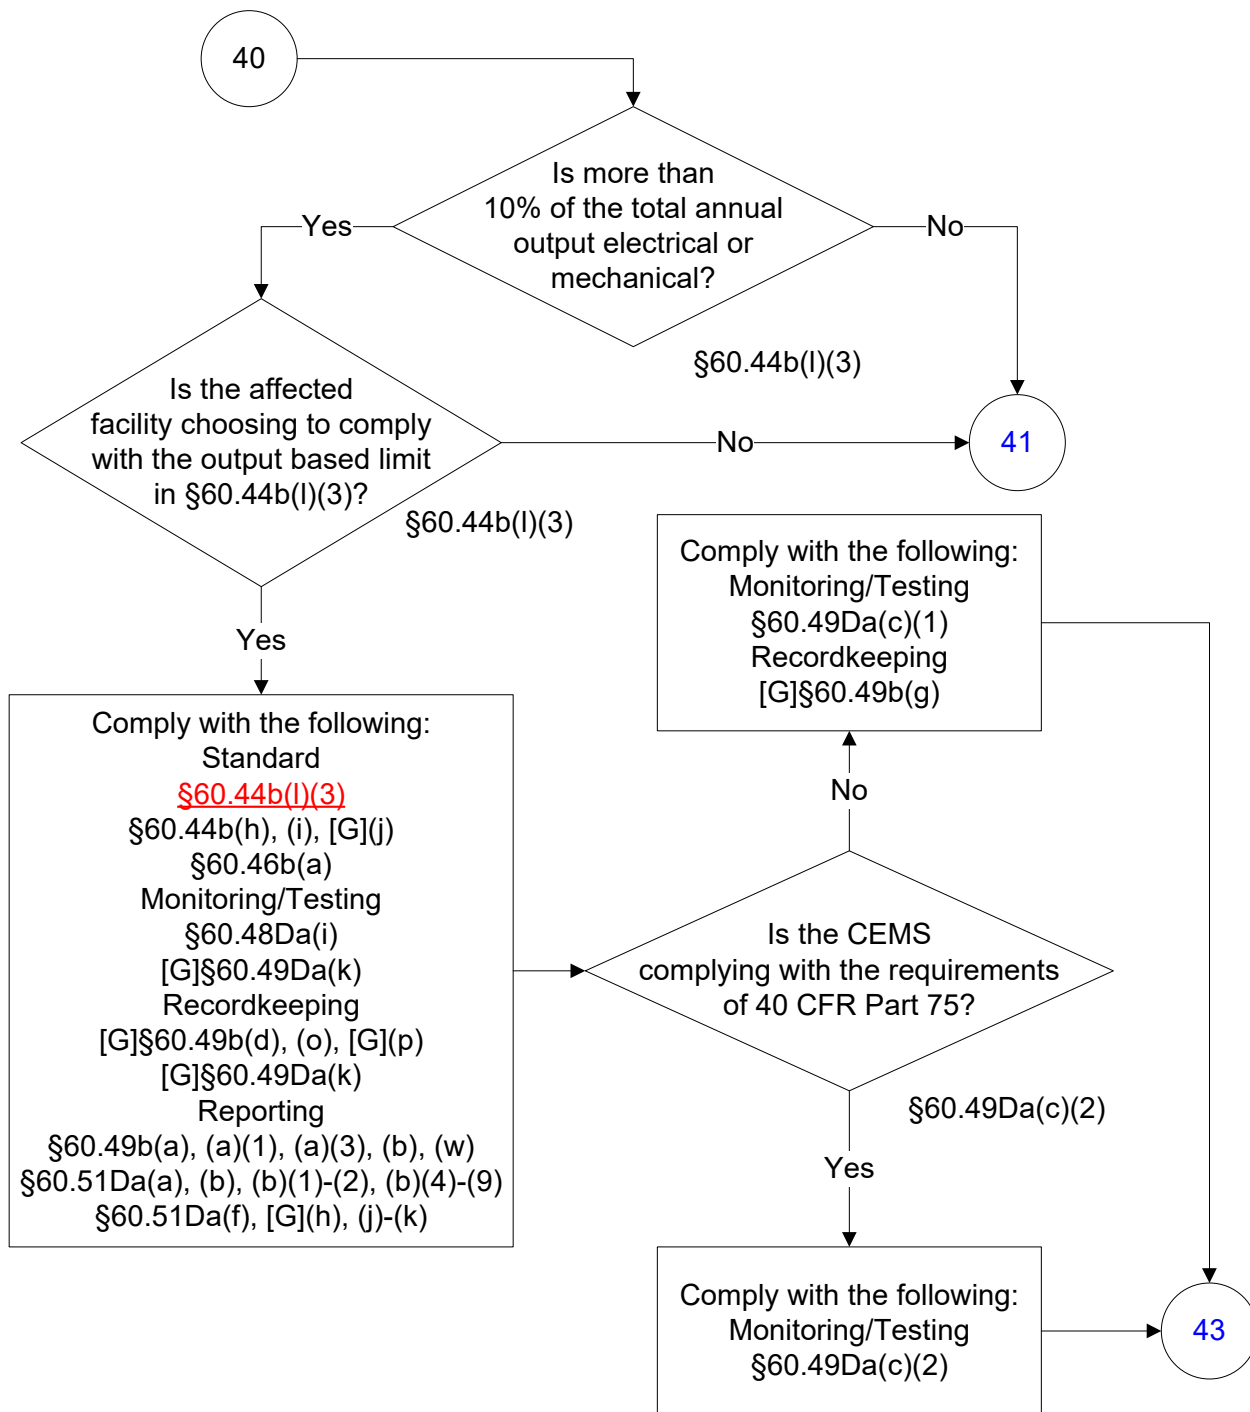 40
Is more than
10% of the total annual
output electrical or
mechanical?
Yes
No
§60.44b(l)(3)
Is the affected
facility choosing to comply
with the output based limit
in §60.44b(l)(3)?
No
41
§60.44b(l)(3)
Yes
Comply with the following:
Monitoring/Testing
§60.49Da(c)(1)
Recordkeeping
[G]§60.49b(g)
Comply with the following:
Standard
§60.44b(l)(3)
§60.44b(h), (i), [G](j)
§60.46b(a)
Monitoring/Testing
§60.48Da(i)
[G]§60.49Da(k)
Recordkeeping
[G]§60.49b(d), (o), [G](p)
[G]§60.49Da(k)
Reporting
§60.49b(a), (a)(1), (a)(3), (b), (w)
§60.51Da(a), (b), (b)(1)-(2), (b)(4)-(9)
§60.51Da(f), [G](h), (j)-(k)
No
Is the CEMS
complying with the requirements
of 40 CFR Part 75?
§60.49Da(c)(2)
Yes
Comply with the following:
Monitoring/Testing
§60.49Da(c)(2)
43